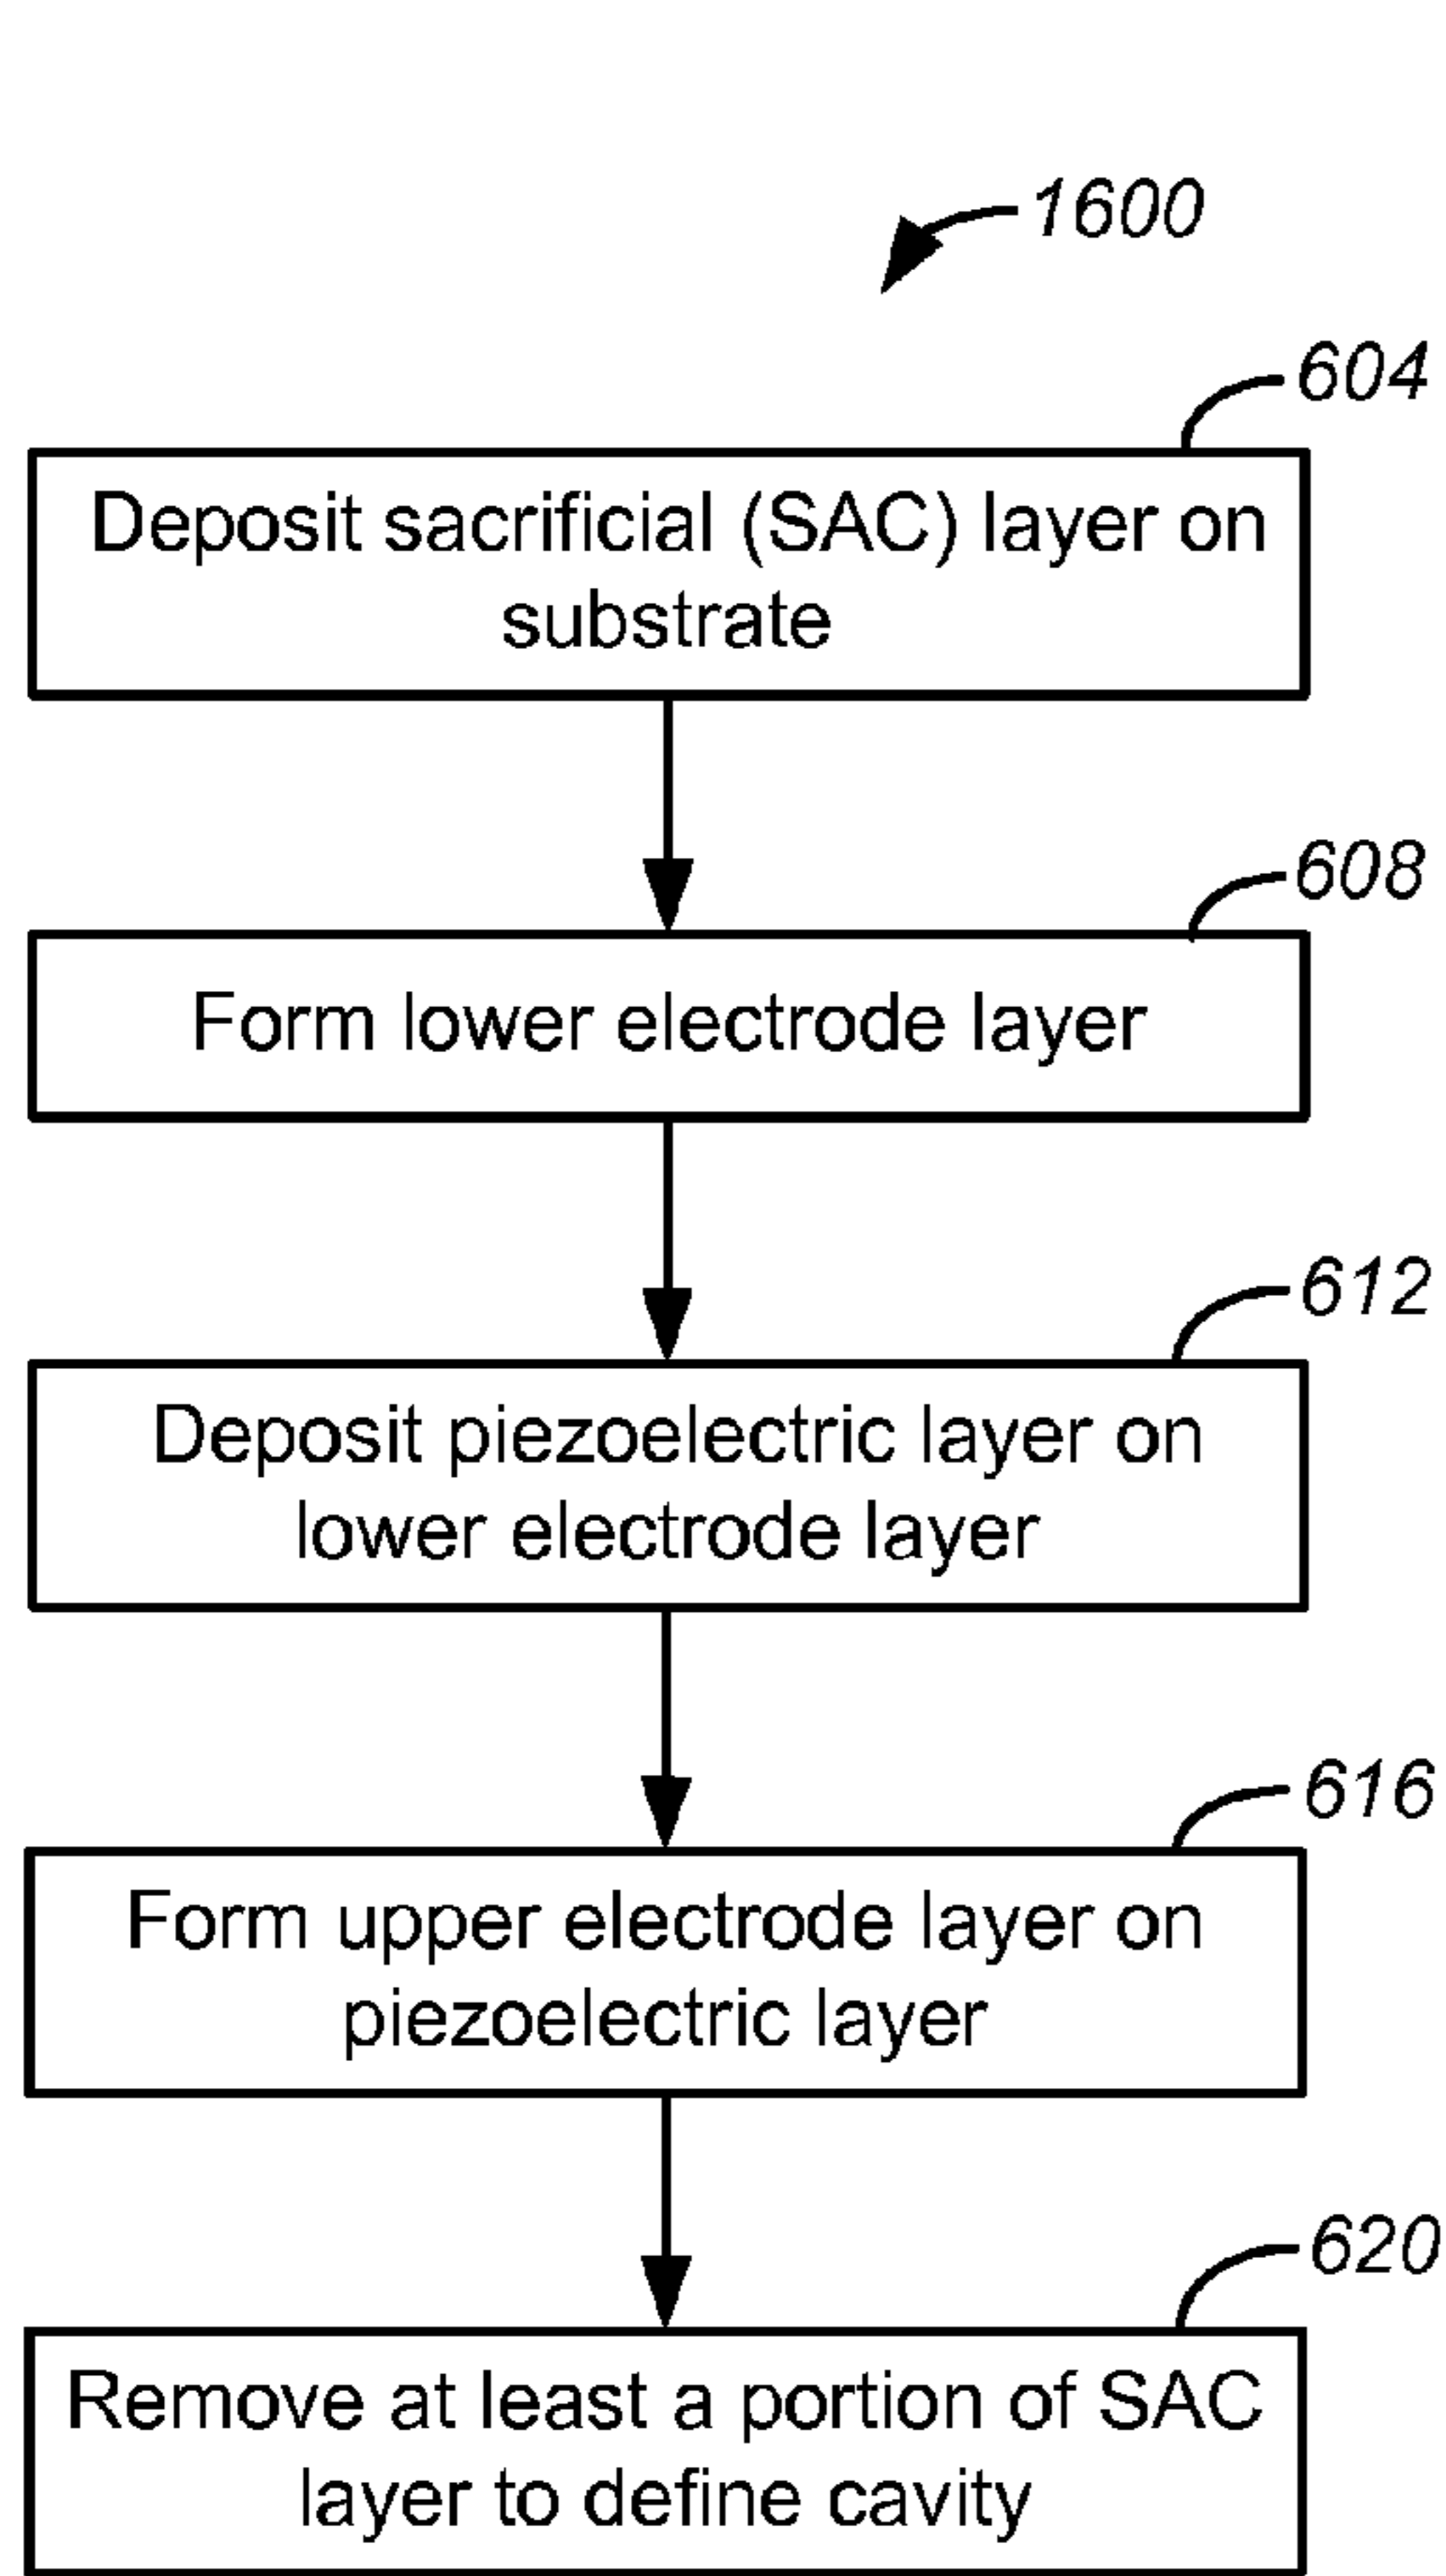 1600
604
Deposit sacrificial (SAC) layer on
substrate
608
Form lower electrode layer
612
Deposit piezoelectric layer on
lower electrode layer
616
Form upper electrode layer on
piezoelectric layer
620
Remove at least a portion of SAC
layer to define cavity